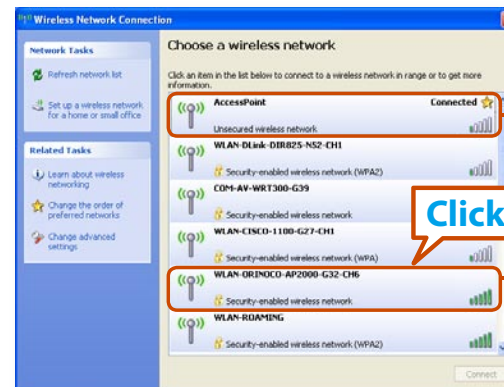 Wireless Network Connection
Network Tasks
Refresh network list
Set up a wireless network
for a home or small office
Related Tasks
Learn about wireless
networking
Change the order of
preferred networks
Change advanced
settings
Choose a wireless network
Click an item in the list below to connect to a wireless network in range or to get more
information.
AccessPoint
Connected
Unsecured wireless network
WLAN-DLink-DIR825-N52-CH1
Security-enabled wireless network (WPA2)
COM-AV-WRT300-G39
Security-enabled wireless network
Click
WLAN-CISCO-1100-G27-CH1
Security-enabled wireless network (WPA)
WLAN-ORINOCO-AP2000-G32-CH6
Security-enabled wireless network
WLAN-ROAMING
Security-enabled wireless network (WPA2)
Connect